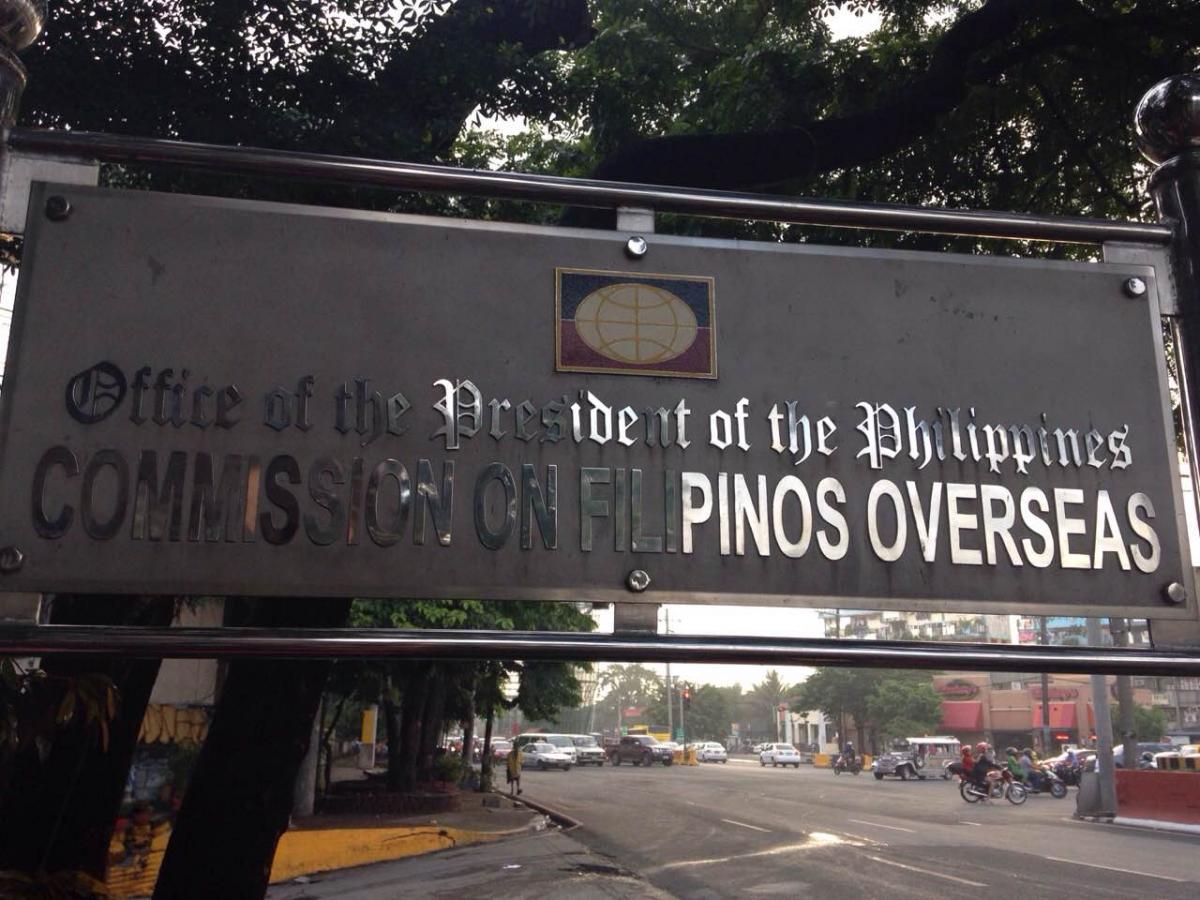 Office of the President of the Philippines
COMMISSION ON FILIPINOS OVERSEAS